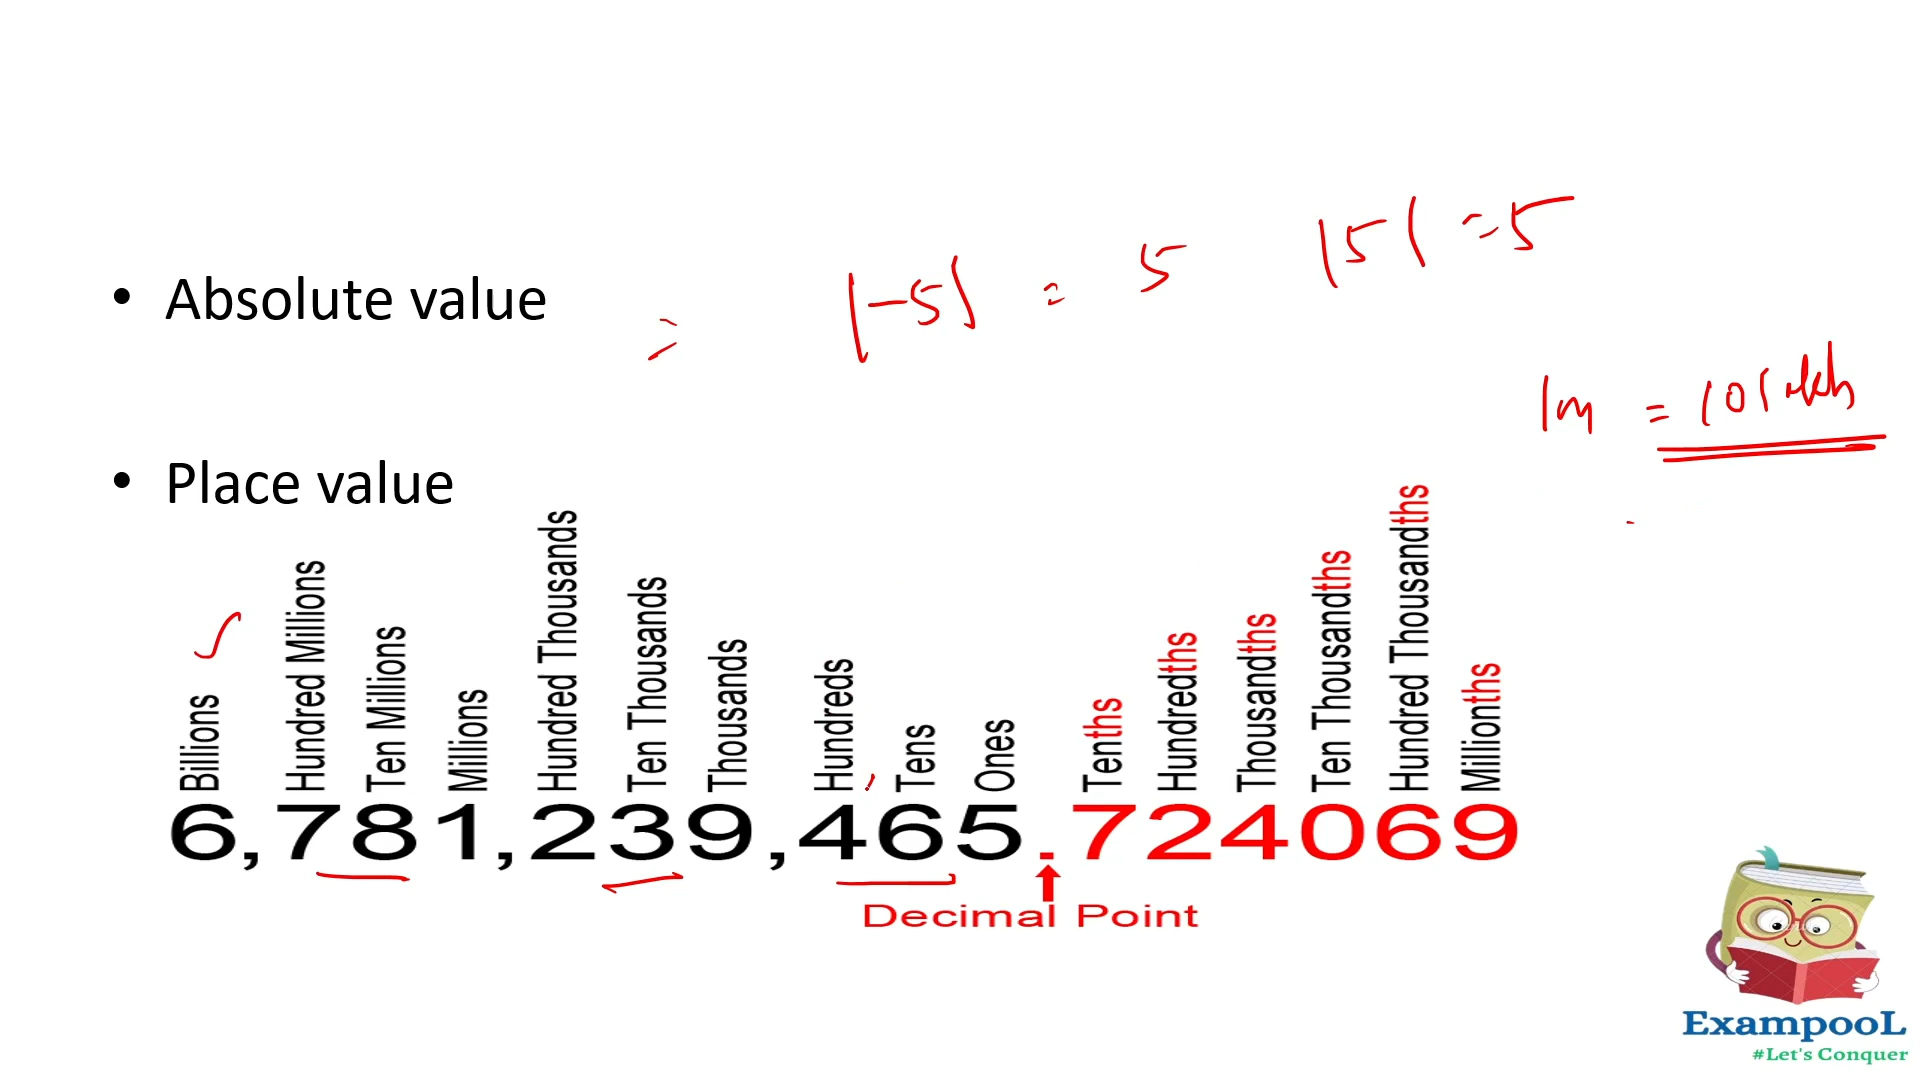 • Absolute value
=
|-5| = 5
|5| = 5
1m = 10 lakh
• Place value
Billions
Hundred Millions
Ten Millions
Millions
Hundred Thousands
Ten Thousands
Thousands
Hundreds
Tens
Ones
Tenths
Hundredths
Thousandths
Ten Thousandths
Hundred Thousandths
Millionths
6,781,239,465.724069
Decimal Point
ExampooL
#Let's Conquer